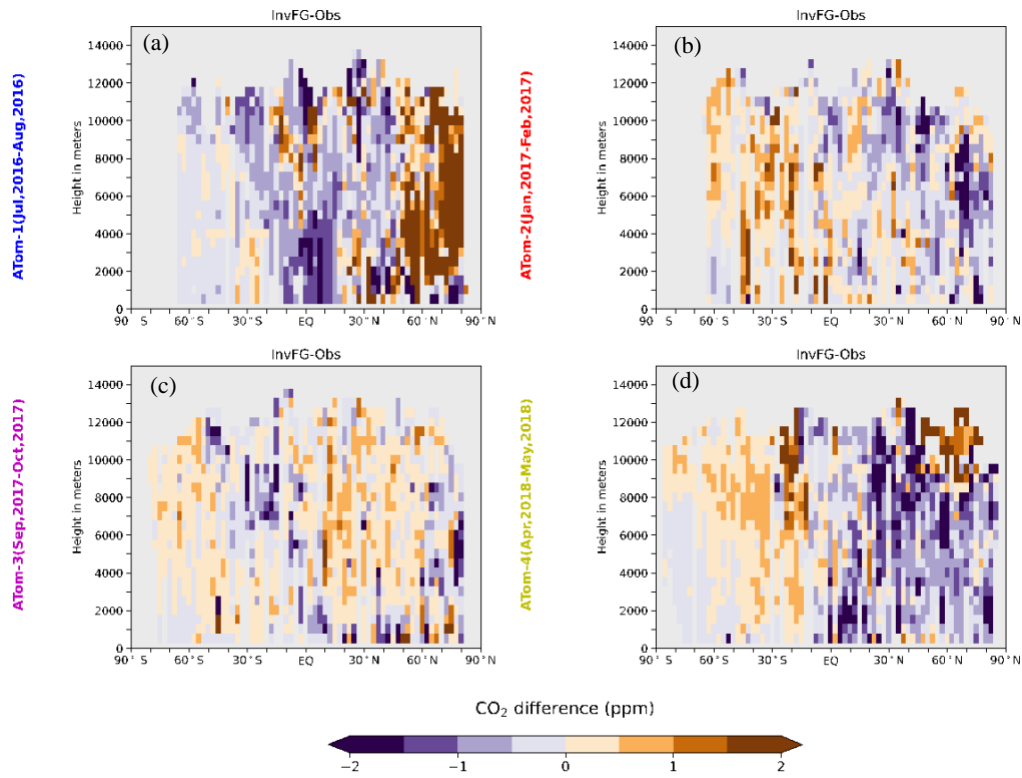 InvFG-Obs
(a)
14000
12000
10000
8000
6000
4000
2000
0
Height in meters
90° S 60°S 30°S EQ 30°N 60°N 90°N
ATom-1(Jul,2016-Aug,2016)
InvFG-Obs
(b)
14000
12000
10000
8000
6000
4000
2000
0
Height in meters
90° S 60°S 30°S EQ 30°N 60°N 90°N
ATom-2(Jan,2017-Feb,2017)
InvFG-Obs
(c)
14000
12000
10000
8000
6000
4000
2000
0
Height in meters
90° S 60°S 30°S EQ 30°N 60°N 90°N
ATom-3(Sep,2017-Oct,2017)
InvFG-Obs
(d)
14000
12000
10000
8000
6000
4000
2000
0
Height in meters
90° S 60°S 30°S EQ 30°N 60°N 90°N
ATom-4(Apr,2018-May,2018)
CO₂ difference (ppm)
−2 −1 0 1 2